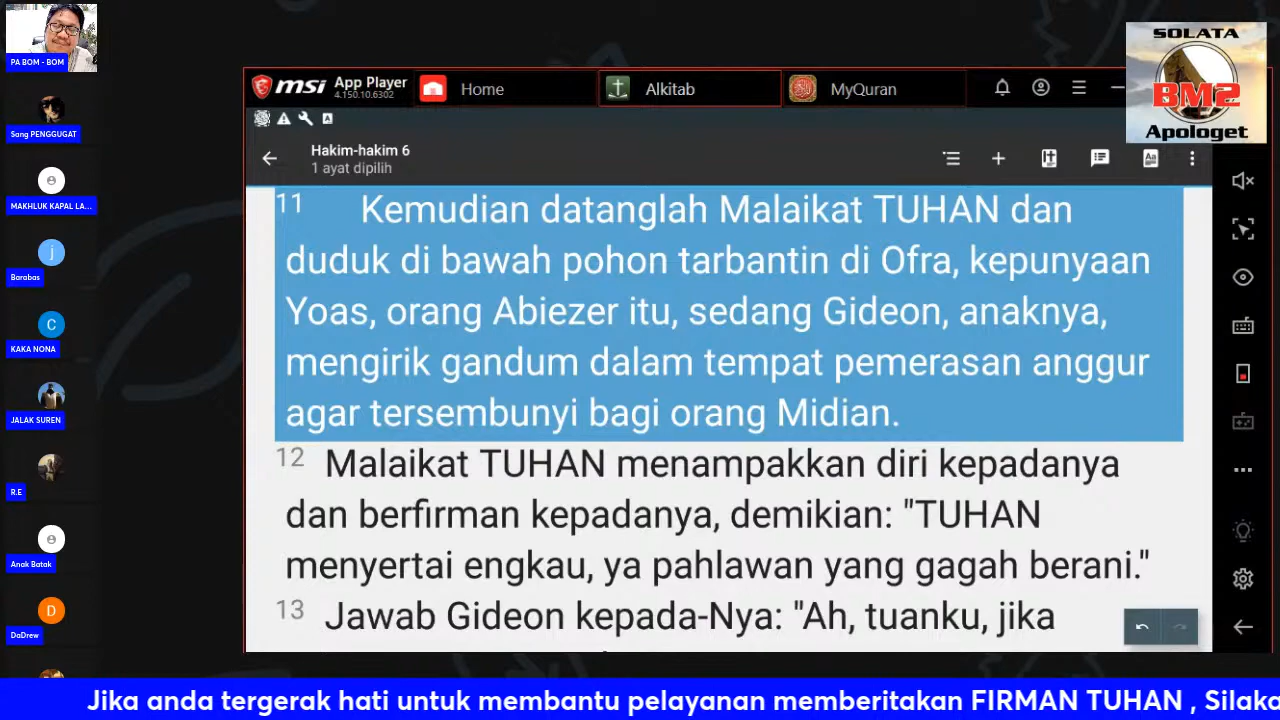 PA BOM - BOM
Sang PENGGUGAT
MAKHLUK KAPAL LA...
j
Barabas
C
KAKA NONA
JALAK SUREN
R.E
Anak Batak
D
DaDrew
SOLATA
BM2
Apologet
msi App Player
4.150.10.6302
Home
Alkitab
MyQuran
Hakim-hakim 6
1 ayat dipilih
11 Kemudian datanglah Malaikat TUHAN dan
duduk di bawah pohon tarbantin di Ofra, kepunyaan
Yoas, orang Abiezer itu, sedang Gideon, anaknya,
mengirik gandum dalam tempat pemerasan anggur
agar tersembunyi bagi orang Midian.
12 Malaikat TUHAN menampakkan diri kepadanya
dan berfirman kepadanya, demikian: "TUHAN
menyertai engkau, ya pahlawan yang gagah berani."
13 Jawab Gideon kepada-Nya: "Ah, tuanku, jika
Jika anda tergerak hati untuk membantu pelayanan memberitakan FIRMAN TUHAN , Silaka